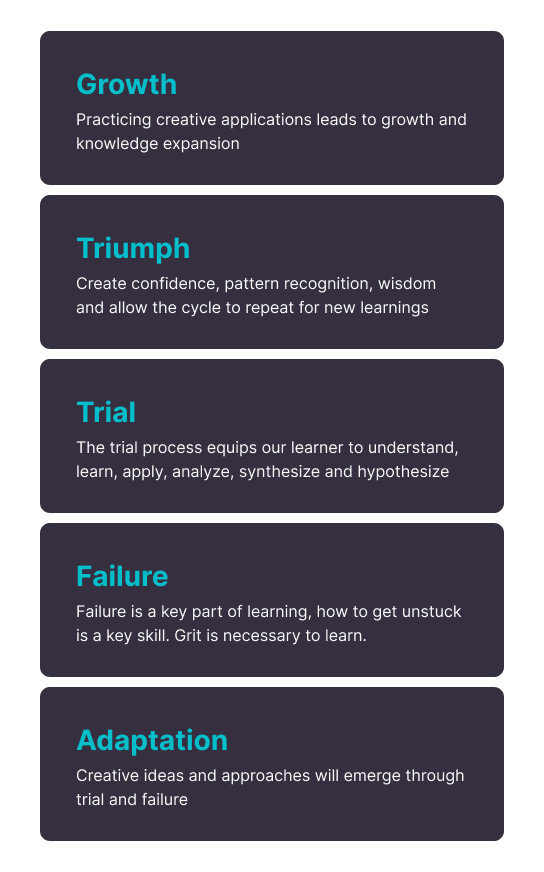 Growth
Practicing creative applications leads to growth and
knowledge expansion
Triumph
Create confidence, pattern recognition, wisdom
and allow the cycle to repeat for new learnings
Trial
The trial process equips our learner to understand,
learn, apply, analyze, synthesize and hypothesize
Failure
Failure is a key part of learning, how to get unstuck
is a key skill. Grit is necessary to learn.
Adaptation
Creative ideas and approaches will emerge through
trial and failure